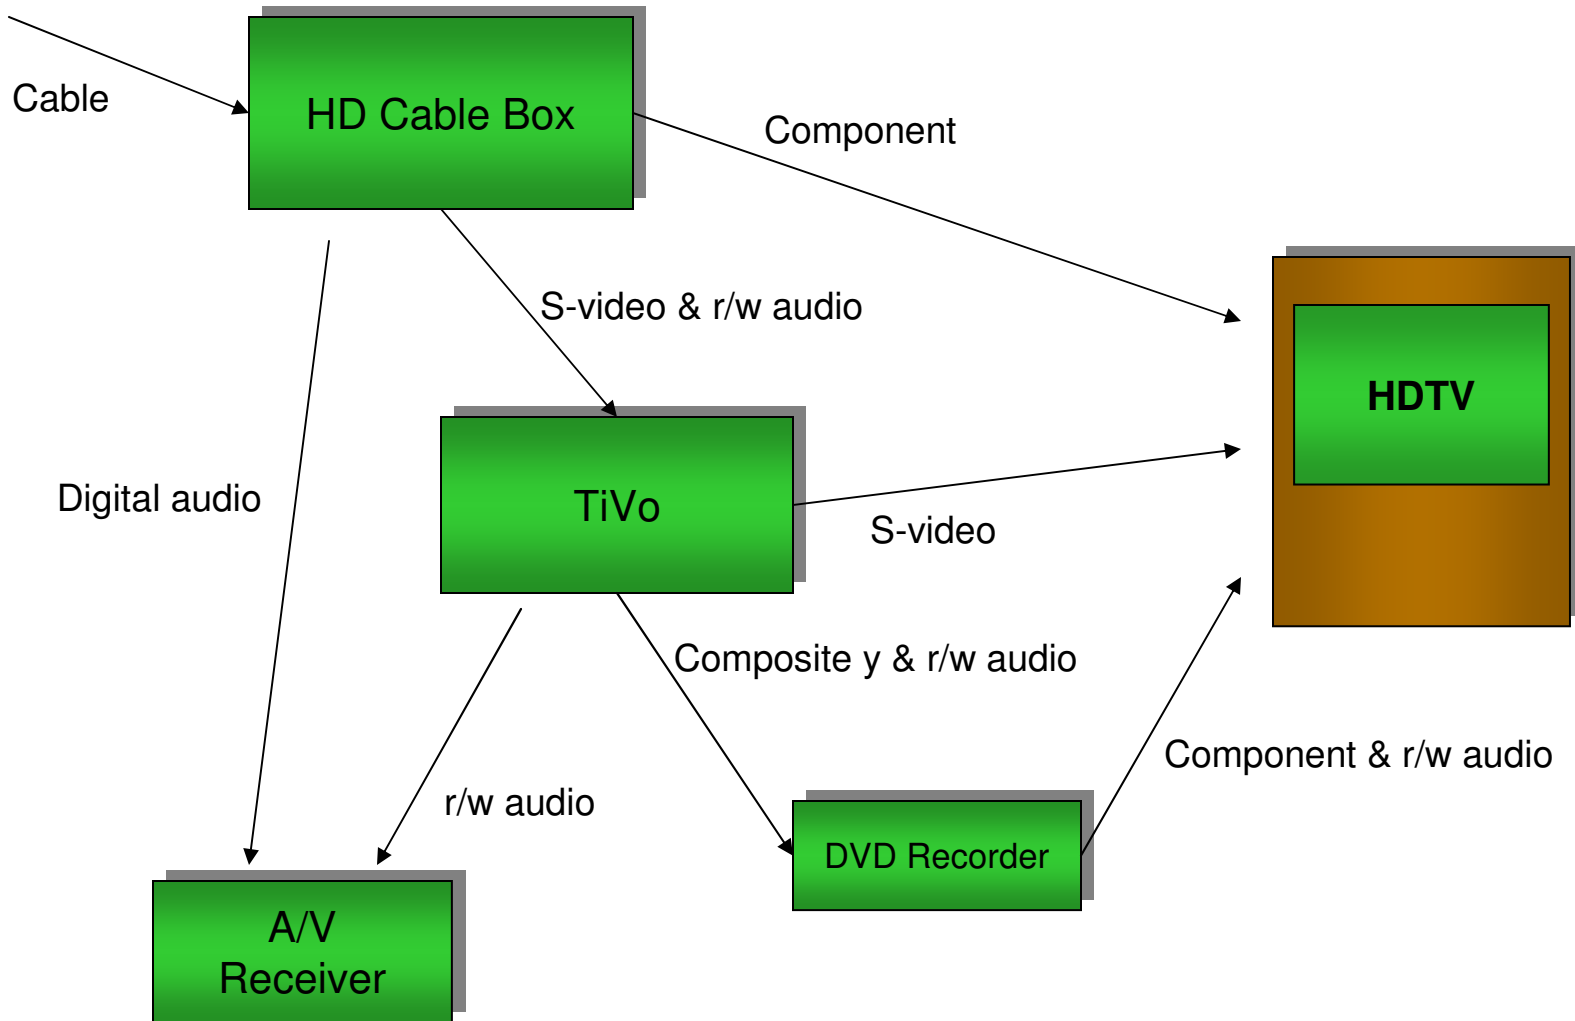 Cable
HD Cable Box
Component
S-video & r/w audio
HDTV
Digital audio
TiVo
S-video
Composite y & r/w audio
Component & r/w audio
r/w audio
DVD Recorder
A/V
Receiver